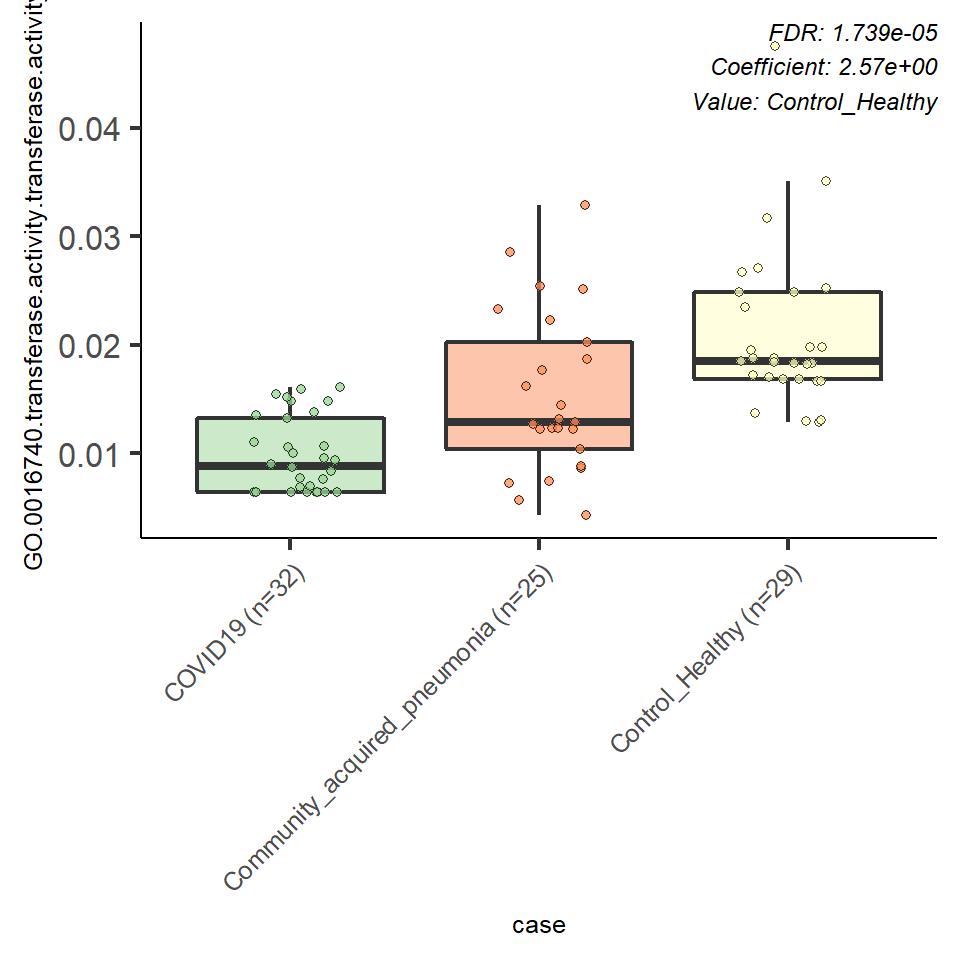 FDR: 1.739e-05
Coefficient: 2.57e+00
Value: Control_Healthy
GO.0016740.transferase.activity.transferase.activity
0.04
0.03
0.02
0.01
COVID19 (n=32)
Community_acquired_pneumonia (n=25)
Control_Healthy (n=29)
case